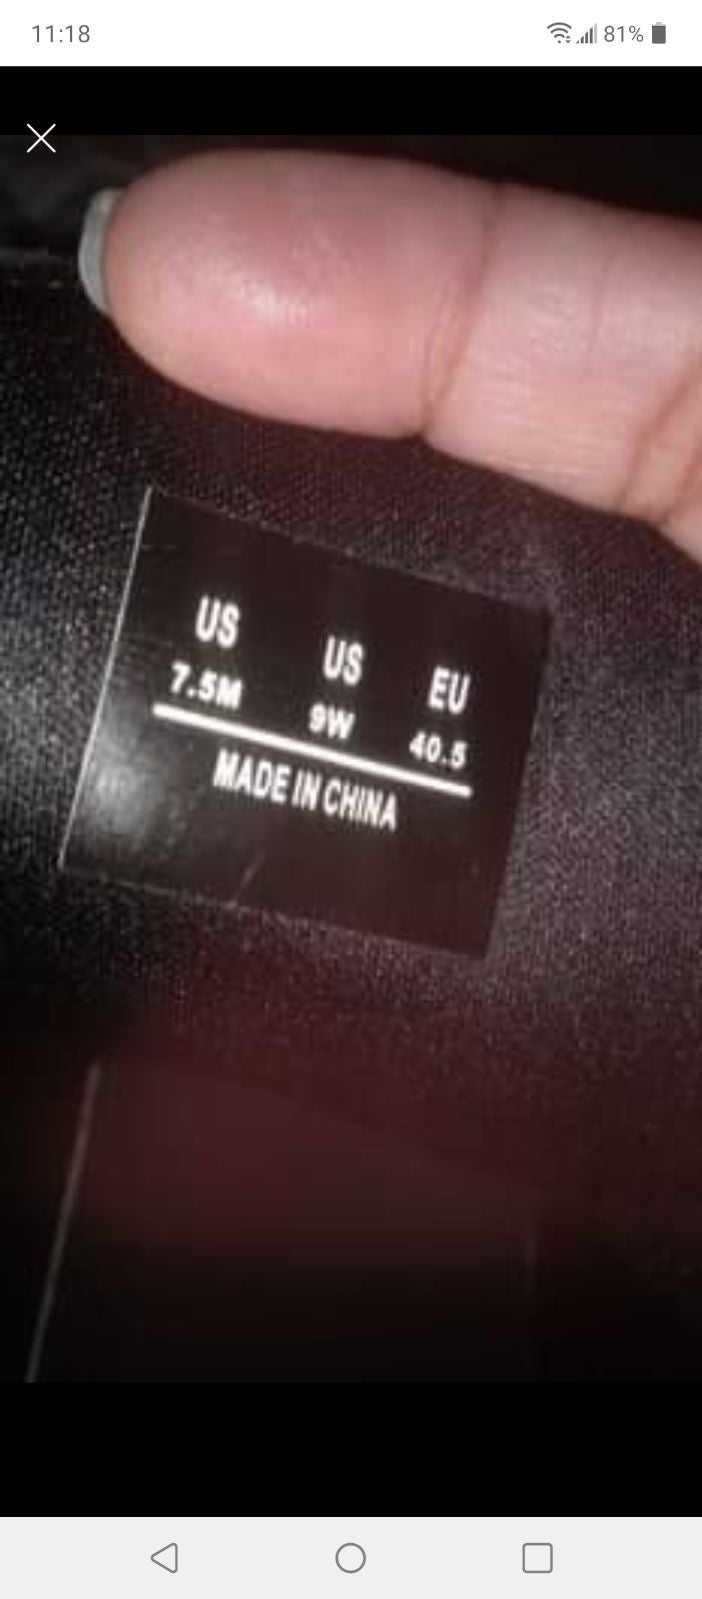 11:18 81%
US US EU
7.5M 9W 40.5
MADE IN CHINA